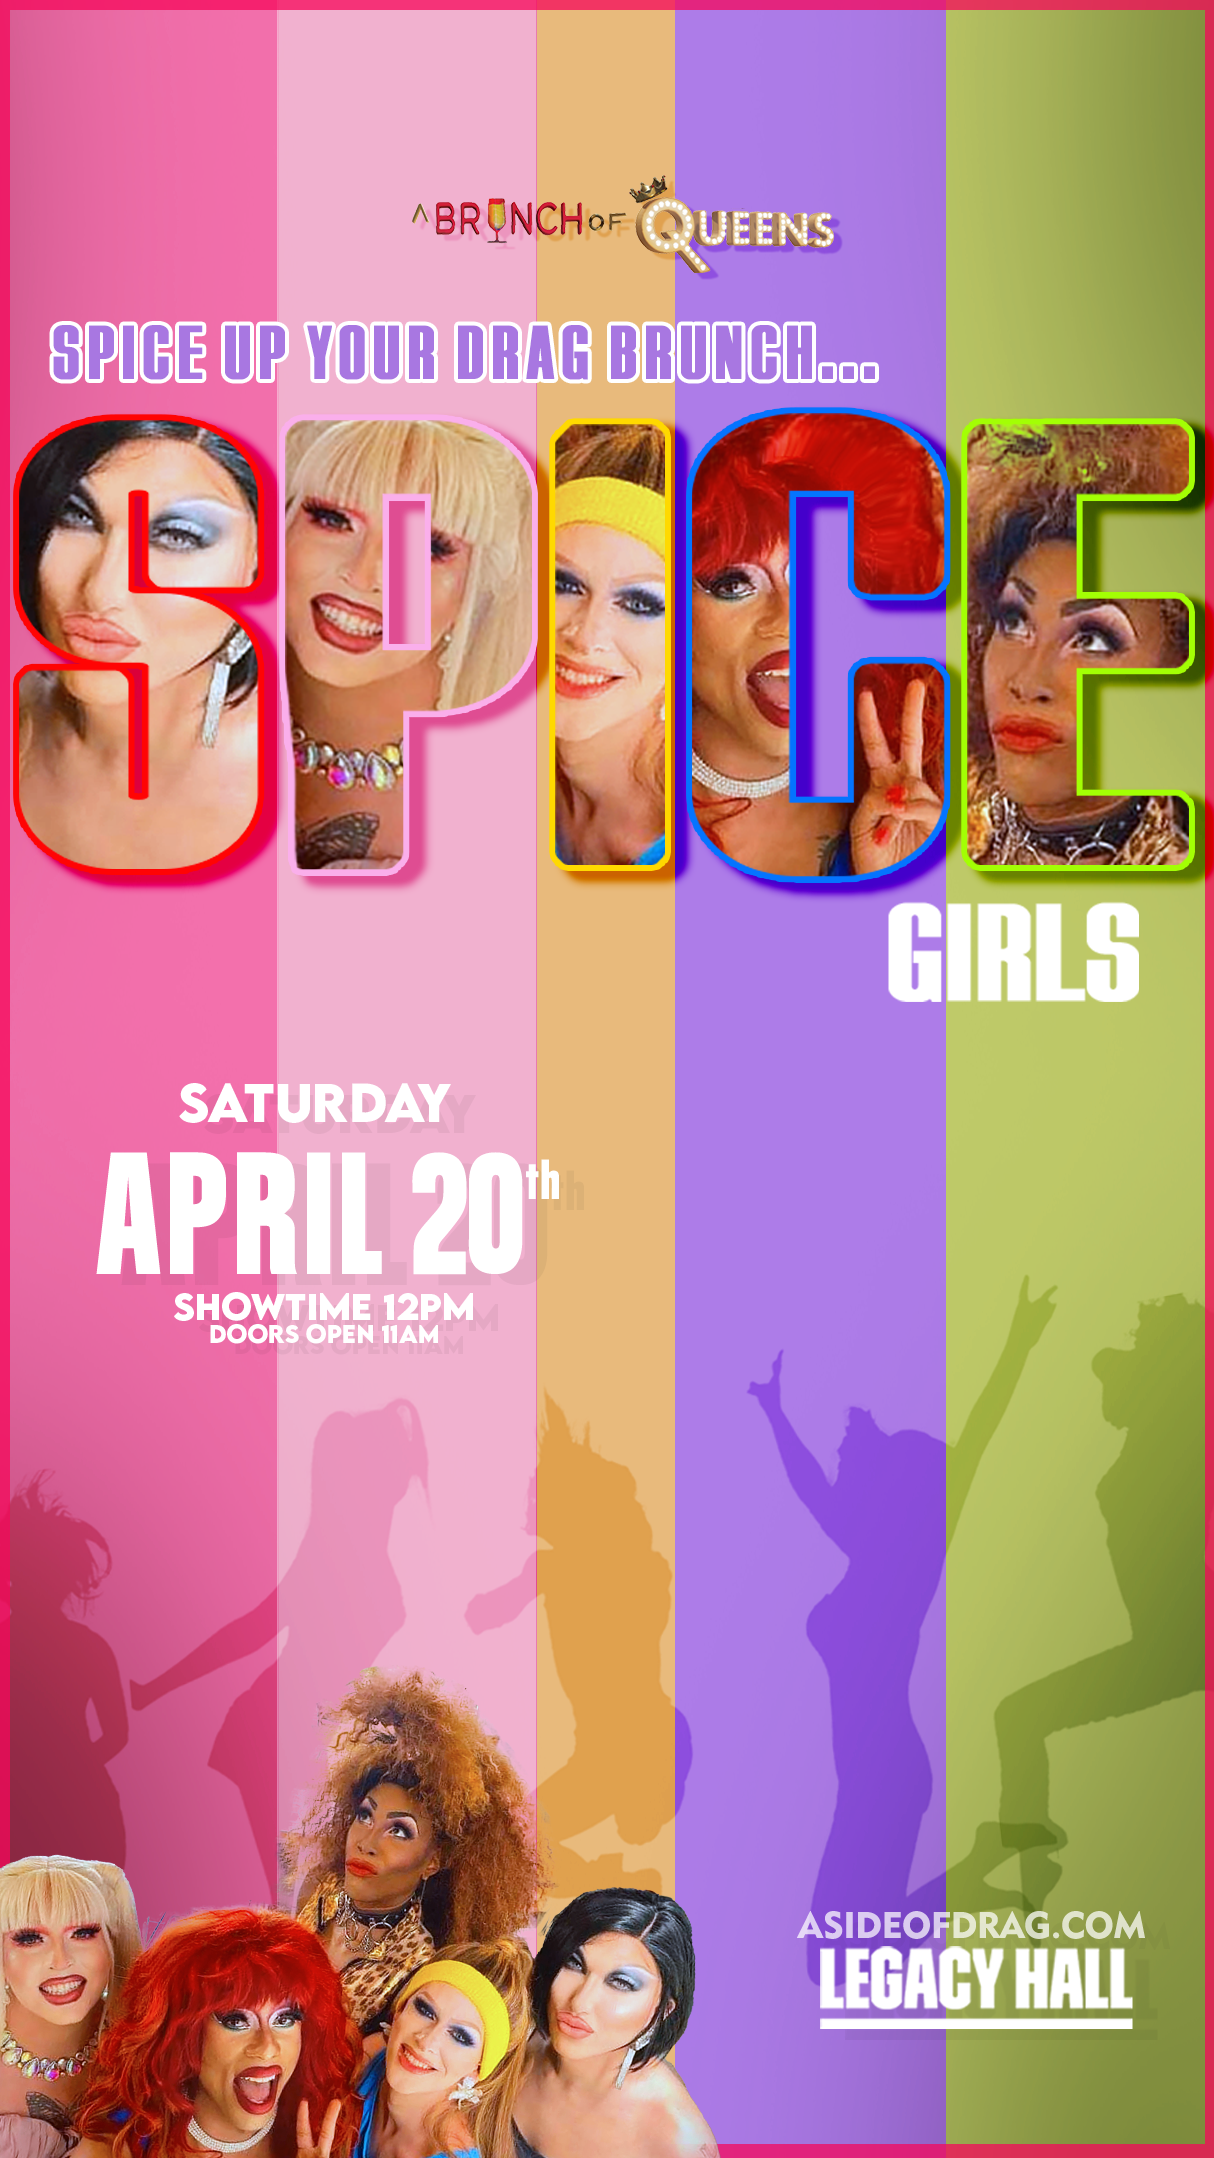 A BRUNCH OF QUEENS
SPICE UP YOUR DRAG BRUNCH...
SPICE
GIRLS
SATURDAY
APRIL 20th
SHOWTIME 12PM
DOORS OPEN 11AM
ASIDEOFDRAG.COM
LEGACY HALL